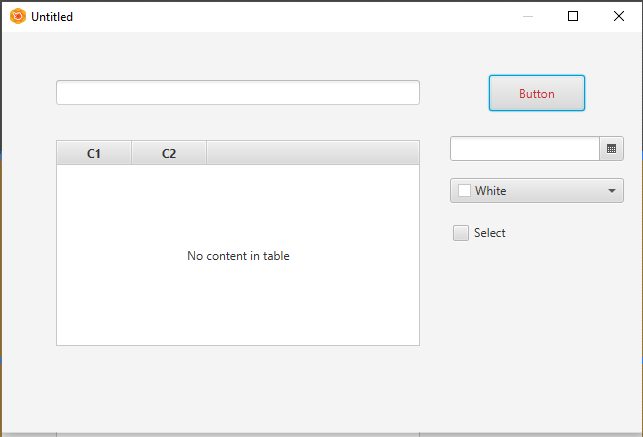 Untitled
Button
C1 C2
White
Select
No content in table